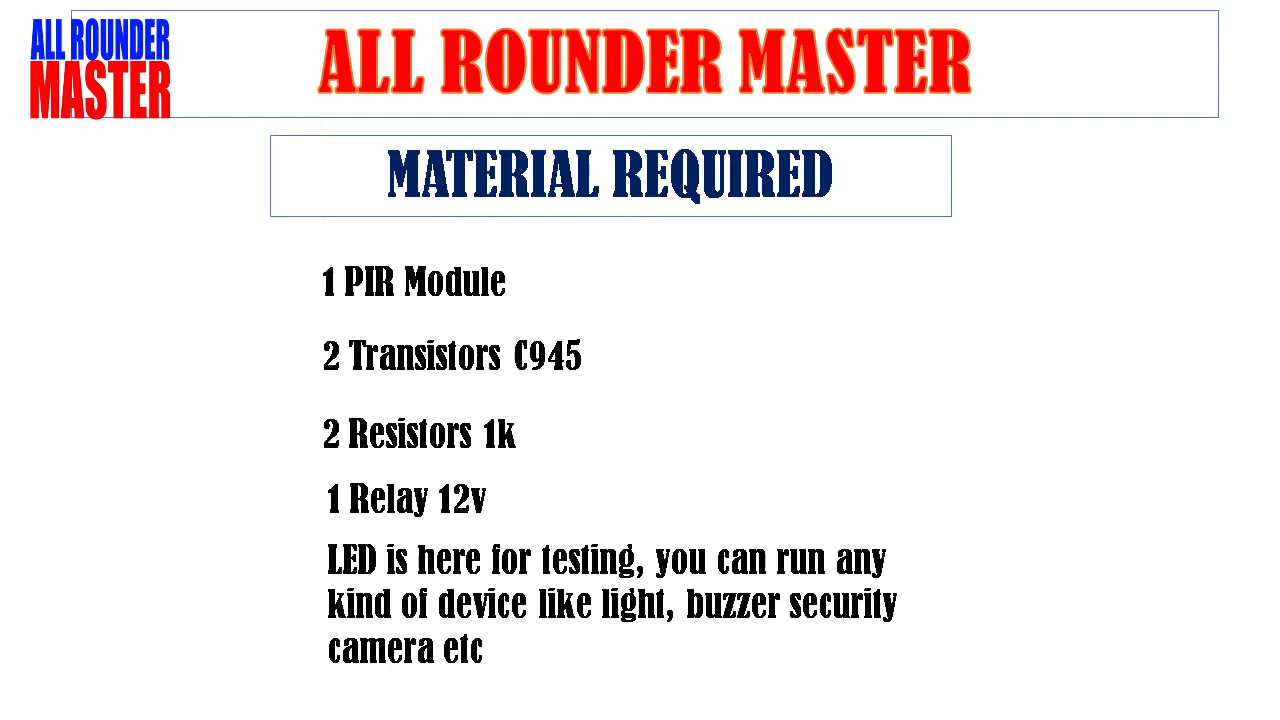 ALL ROUNDER
MASTER
ALL ROUNDER MASTER
MATERIAL REQUIRED
1 PIR Module
2 Transistors C945
2 Resistors 1k
1 Relay 12v
LED is here for testing, you can run any
kind of device like light, buzzer security
camera etc